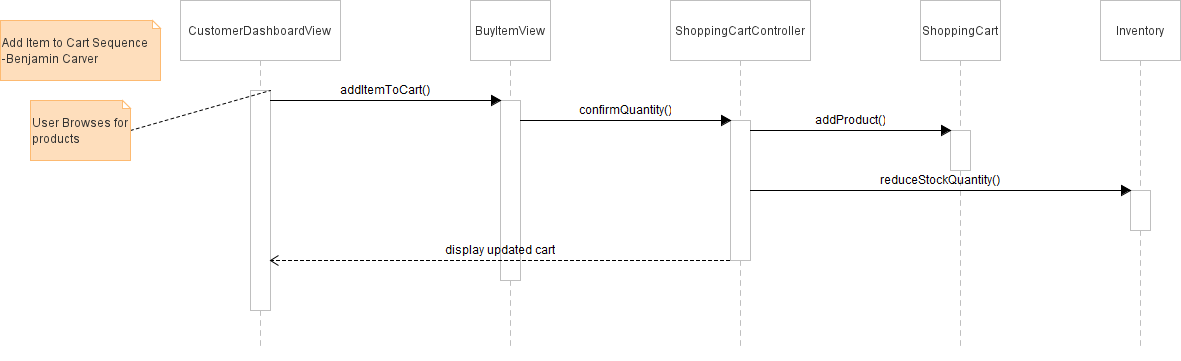 CustomerDashboardView
BuyItemView
ShoppingCartController
ShoppingCart
Inventory
Add Item to Cart Sequence
-Benjamin Carver
User Browses for
products
addItemToCart()
confirmQuantity()
addProduct()
reduceStockQuantity()
display updated cart